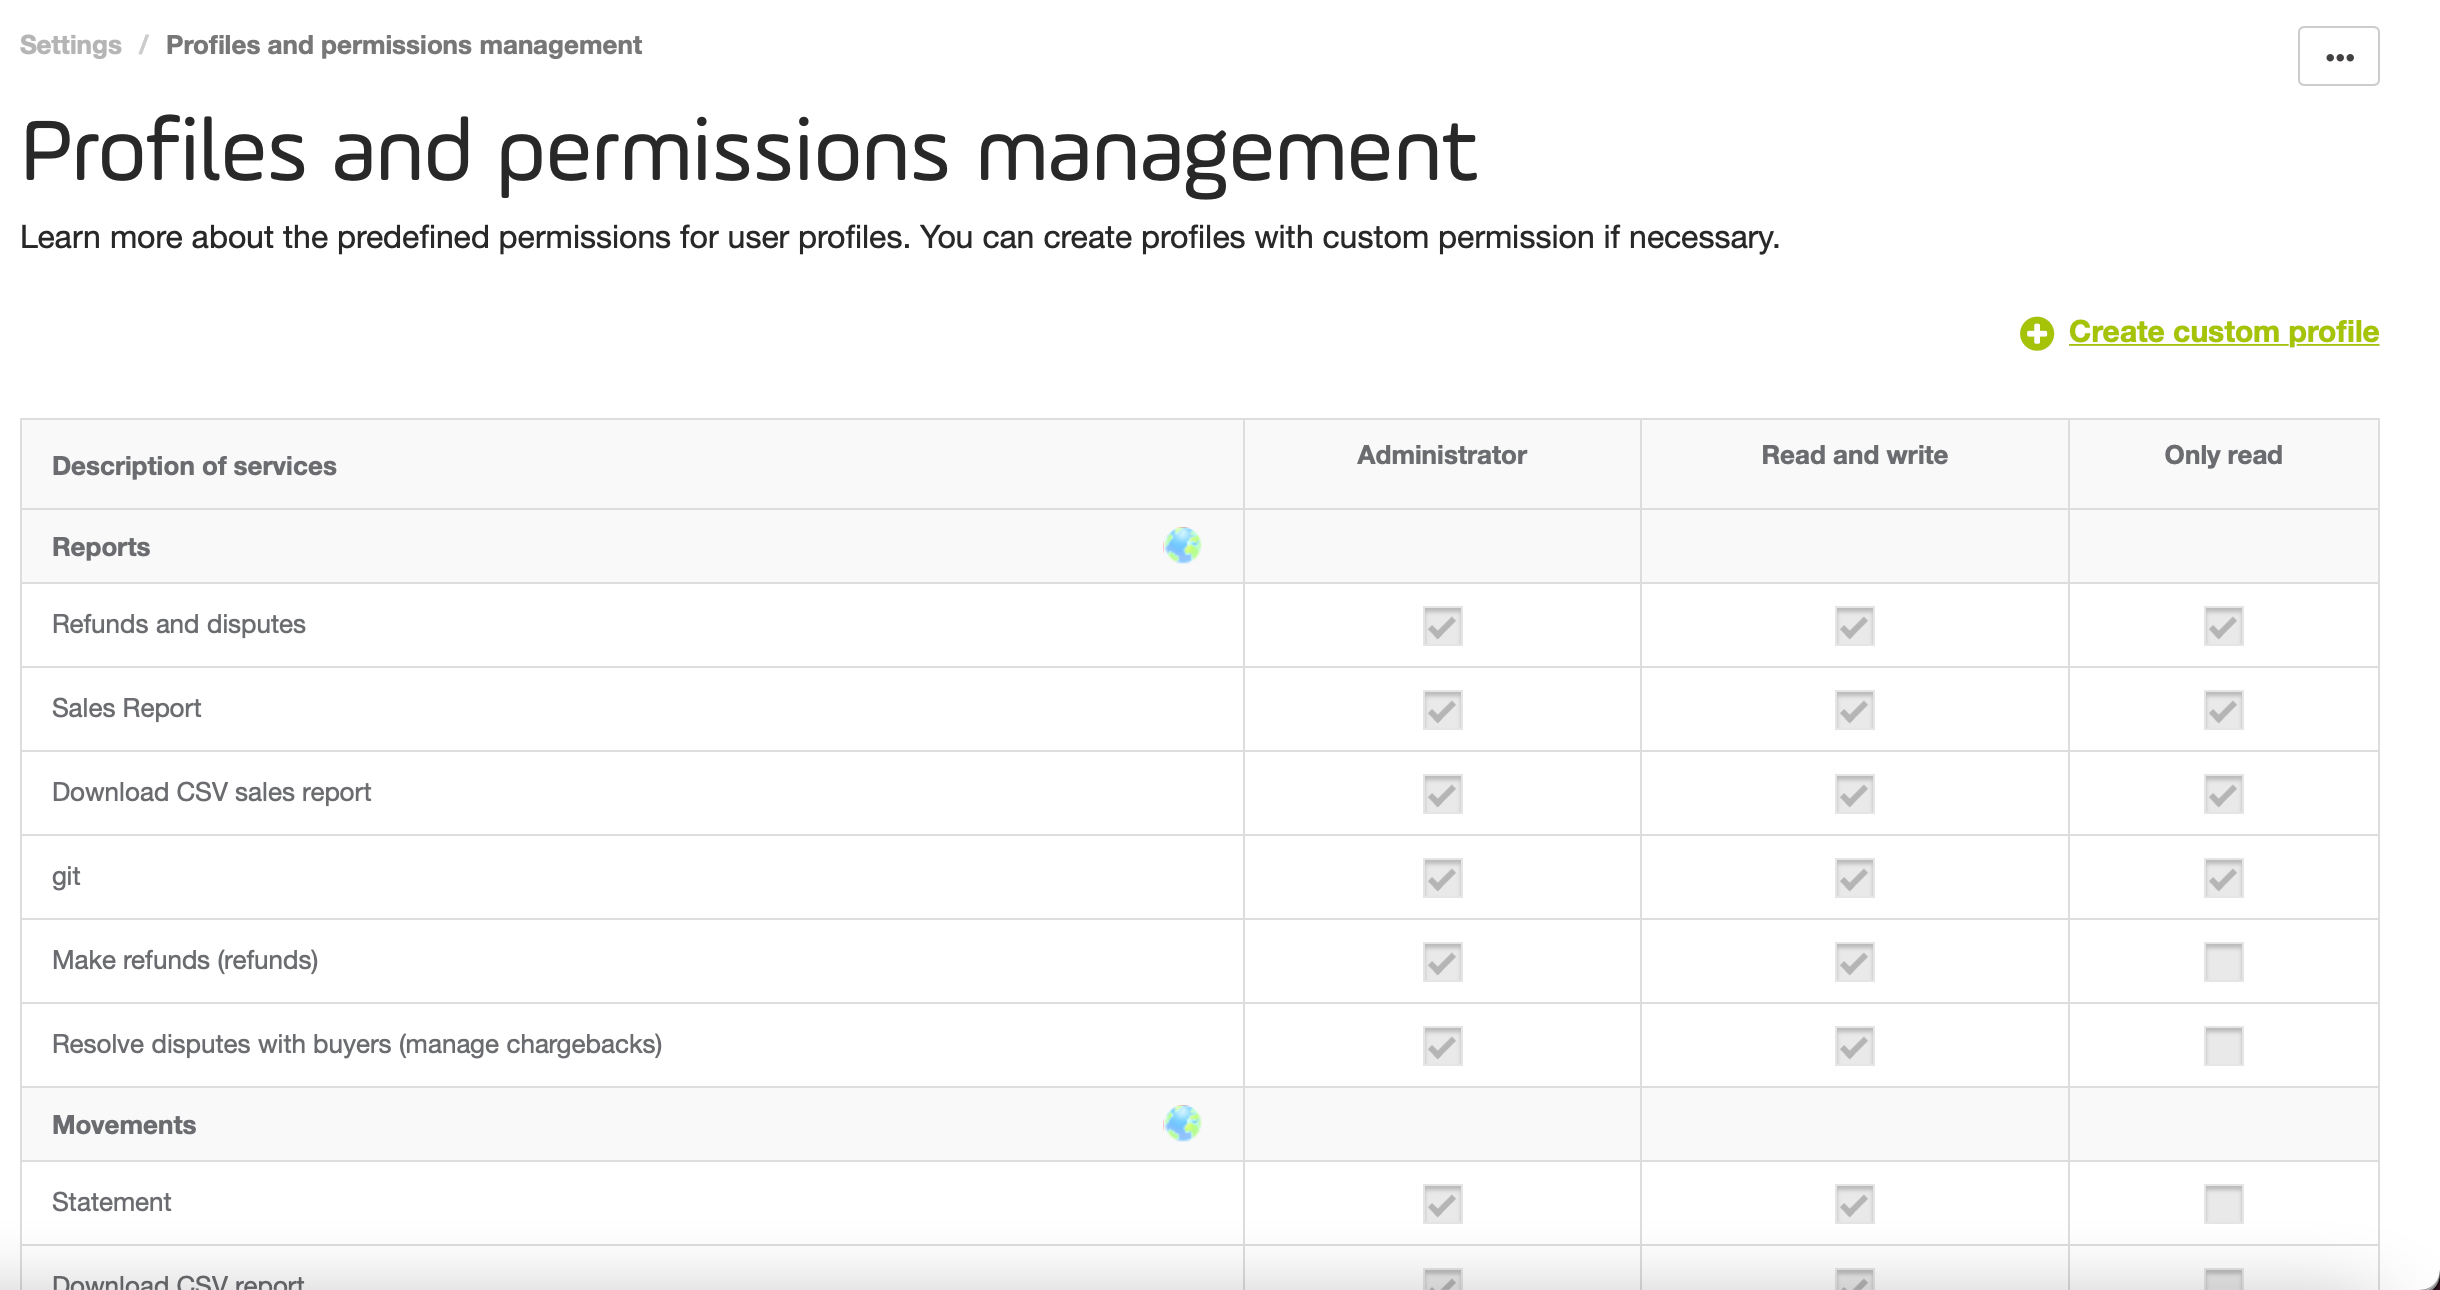 Settings / Profiles and permissions management
Profiles and permissions management
Learn more about the predefined permissions for user profiles. You can create profiles with custom permission if necessary.
Create custom profile
Description of services Administrator Read and write Only read
Reports
Refunds and disputes
Sales Report
Download CSV sales report
git
Make refunds (refunds)
Resolve disputes with buyers (manage chargebacks)
Movements
Statement
Download CSV report